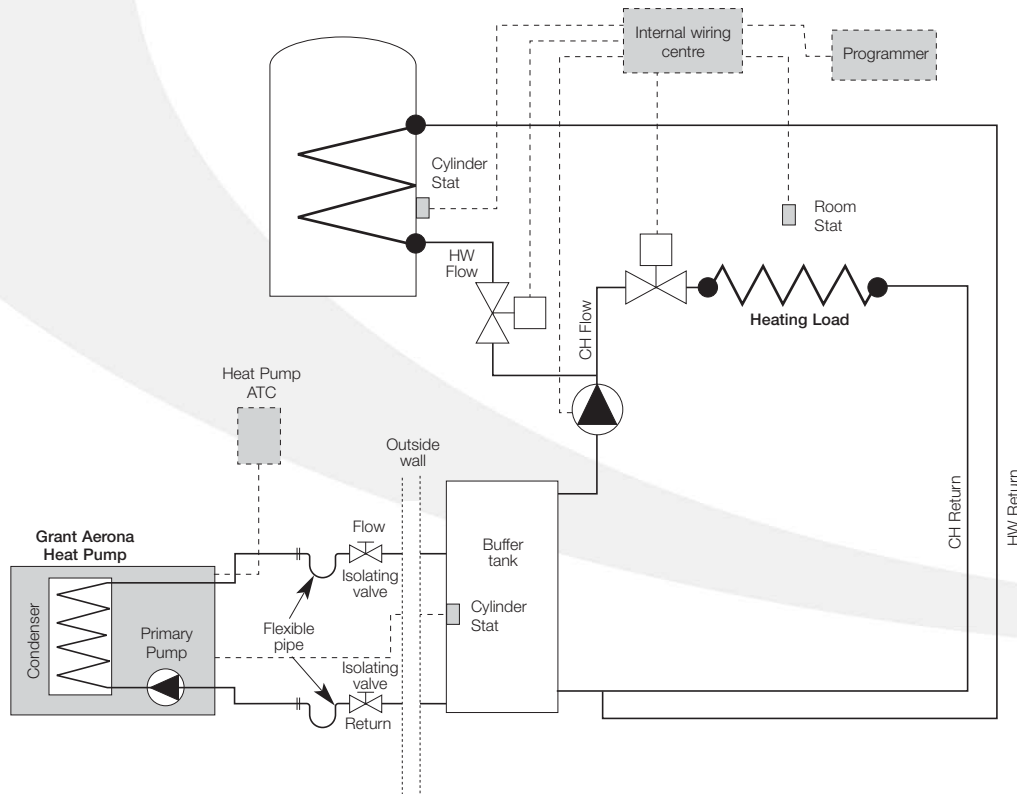 Internal wiring
centre
Programmer
Cylinder
Stat
Room
Stat
HW
Flow
CH Flow
Heating Load
Heat Pump
ATC
Outside
wall
Grant Aerona
Heat Pump
Flow
Isolating
valve
Buffer
tank
Condenser
Primary
Pump
Flexible
pipe
Cylinder
Stat
Isolating
valve
Return
CH Return
HW Return